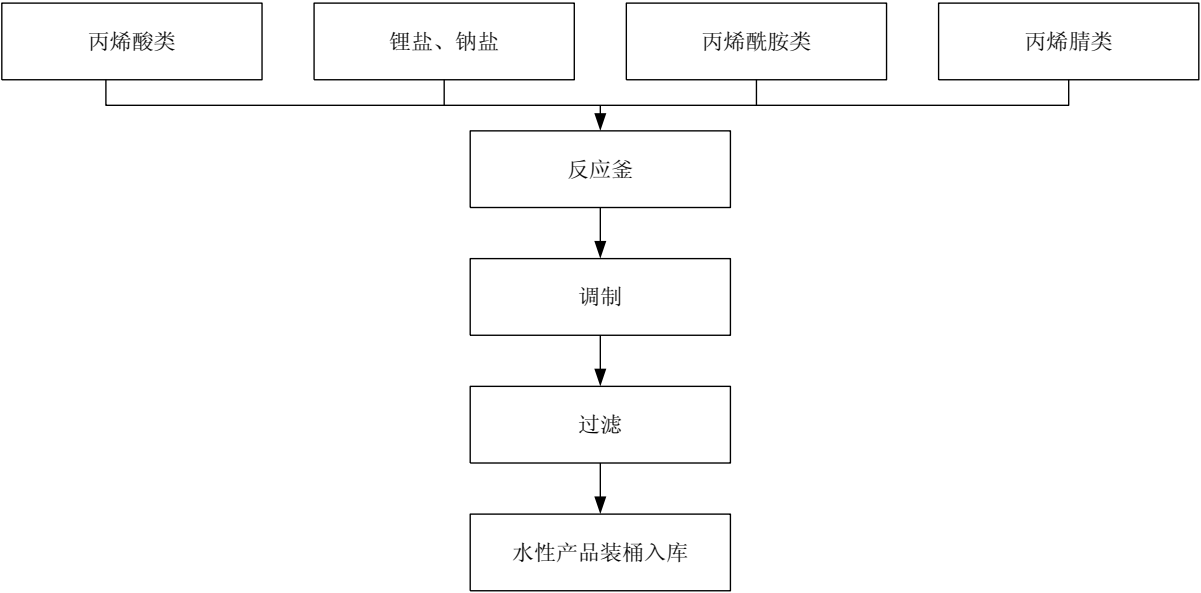 丙烯酸类
锂盐、钠盐
丙烯酰胺类
丙烯腈类
反应釜
调制
过滤
水性产品装桶入库